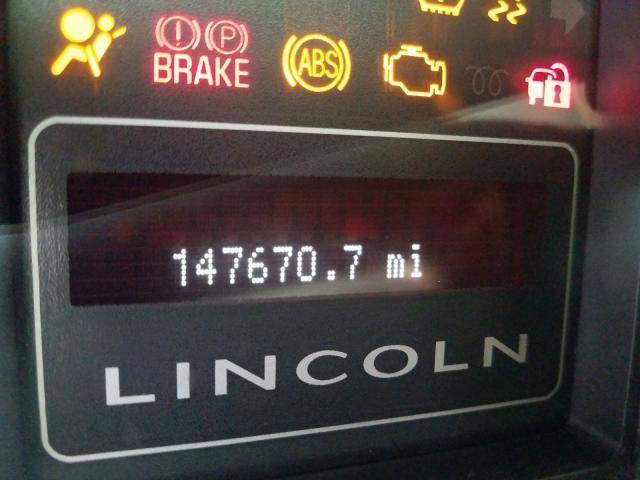 P
BRAKE
ABS
147670.7 mi
LINCOLN